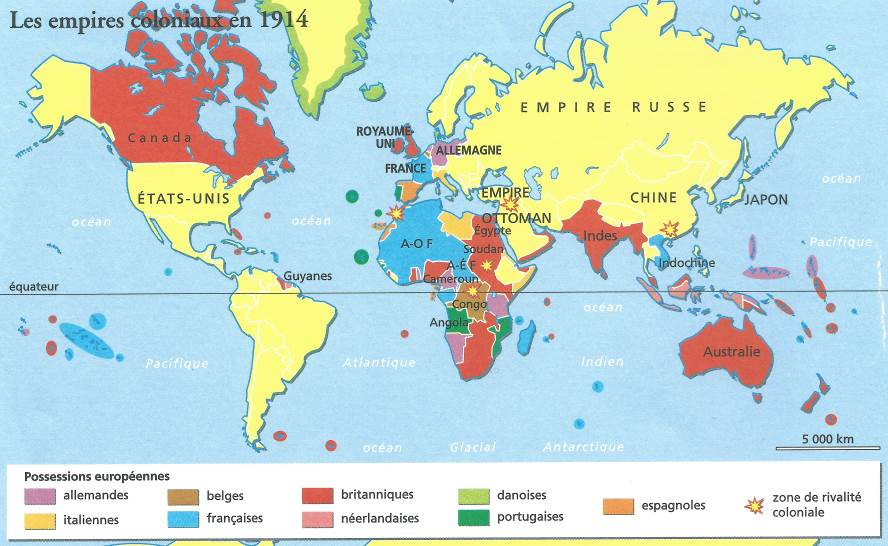 Les empires coloniaux en 1914
EMPIRE RUSSE
Canada
ROYAUME-
UNI
ALLEMAGNE
FRANCE
ÉTATS-UNIS
EMPIRE
OTTOMAN
CHINE
JAPON
océan
océan
océan
Pacifique
Égypte
Indes
A-O F
Soudan
A-É F
Indochine
Guyanes
Cameroun
équateur
Congo
océan
Angola
Australie
Pacifique
Atlantique
Indien
océan Glacial Antarctique
5 000 km
Possessions européennes
allemandes
belges
britanniques
danoises
espagnoles
zone de rivalité
coloniale
italiennes
françaises
néerlandaises
portugaises